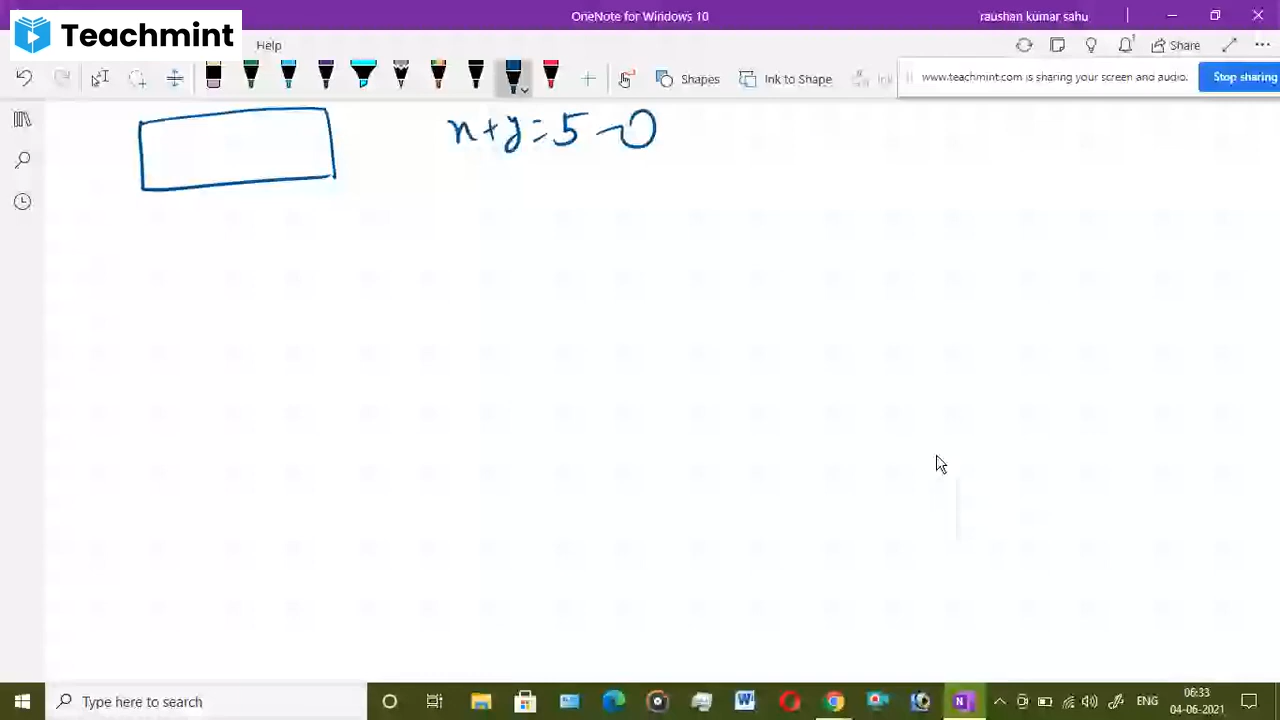 OneNote for Windows 10
raushan kumar sahu
Teachmint
Help
Share
Shapes
Ink to Shape
Ink
www.teachmint.com is sharing your screen and audio.
Stop sharing
x+y=5
Type here to search
ENG
06:33
04-06-2021